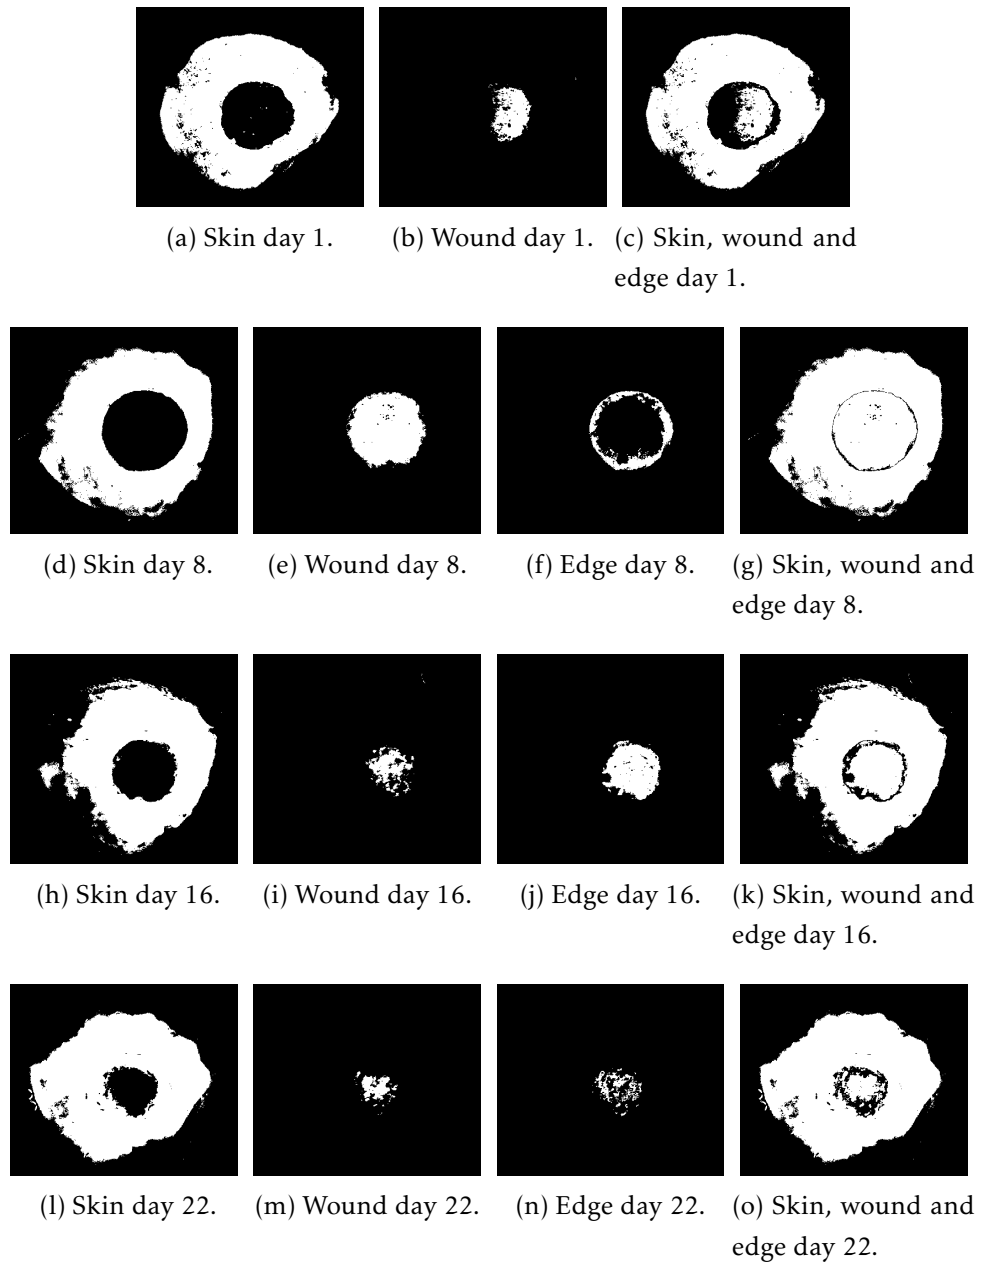 (a) Skin day 1.
(b) Wound day 1.
(c) Skin, wound and
edge day 1.
(d) Skin day 8.
(e) Wound day 8.
(f) Edge day 8.
(g) Skin, wound and
edge day 8.
(h) Skin day 16.
(i) Wound day 16.
(j) Edge day 16.
(k) Skin, wound and
edge day 16.
(l) Skin day 22.
(m) Wound day 22.
(n) Edge day 22.
(o) Skin, wound and
edge day 22.